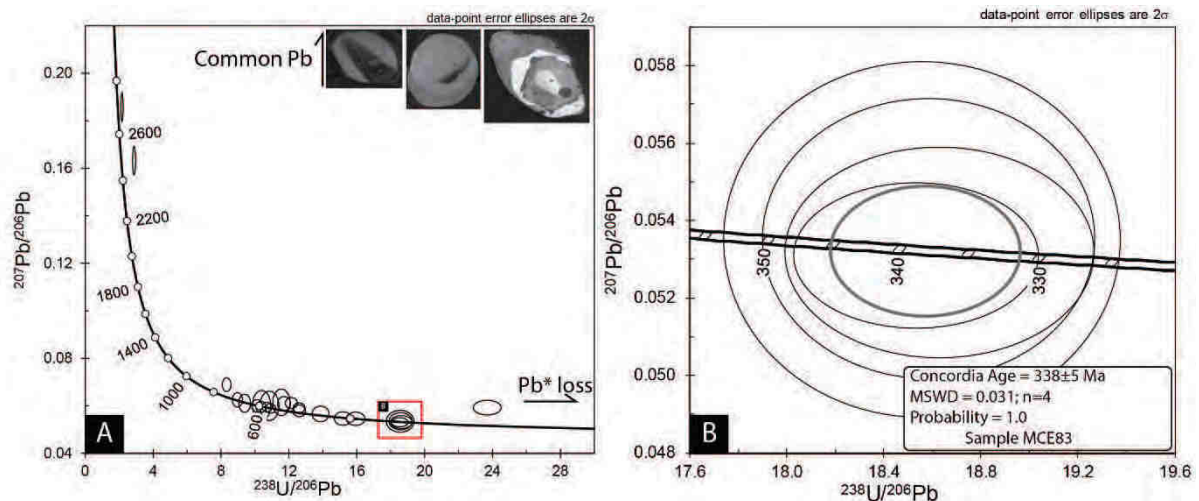 data-point error ellipses are 2σ
Common Pb
0.20
0.16
0.12
0.08
0.04
207Pb/206Pb
2600
2200
1800
1400
1000
600
Pb* loss
B
A
0 4 8 12 16 20 24 28
238U/206Pb
data-point error ellipses are 2σ
0.058
0.056
0.054
0.052
0.050
0.048
207Pb/206Pb
350
340
330
Concordia Age = 338±5 Ma
MSWD = 0.031; n=4
Probability = 1.0
Sample MCE83
B
17.6 18.0 18.4 18.8 19.2 19.6
238U/206Pb